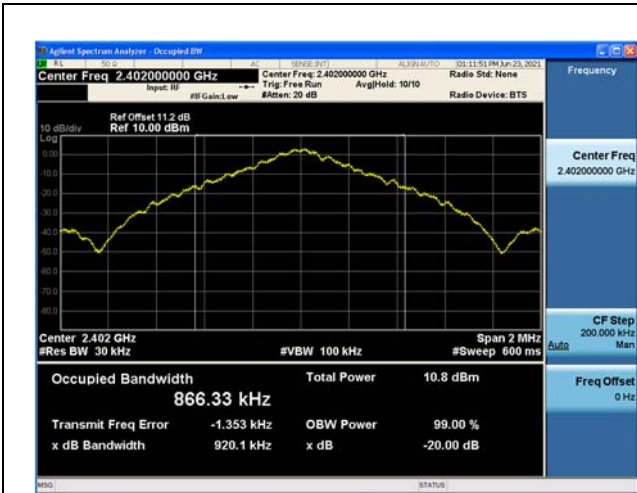 Agilent Spectrum Analyzer - Occupied BW
RL 50 Ω AC SENSE:INT ALIGN AUTO 01:11:51 PM Jun 23, 2021
Center Freq 2.402000000 GHz
Center Freq: 2.402000000 GHz
Radio Std: None
Input: RF
Trig: Free Run Avg|Hold: 10/10
#IFGain:Low #Atten: 20 dB Radio Device: BTS
Frequency
Ref Offset 11.2 dB
10 dB/div Ref 10.00 dBm
Log
0.00
-10.0
-20.0
-30.0
-40.0
-50.0
-60.0
-70.0
-80.0
Center Freq
2.402000000 GHz
Center 2.402 GHz Span 2 MHz
#Res BW 30 kHz #VBW 100 kHz #Sweep 600 ms
CF Step
200.000 kHz
Auto Man
Occupied Bandwidth Total Power 10.8 dBm
866.33 kHz
Transmit Freq Error -1.353 kHz OBW Power 99.00 %
x dB Bandwidth 920.1 kHz x dB -20.00 dB
Freq Offset
0 Hz
MSG STATUS